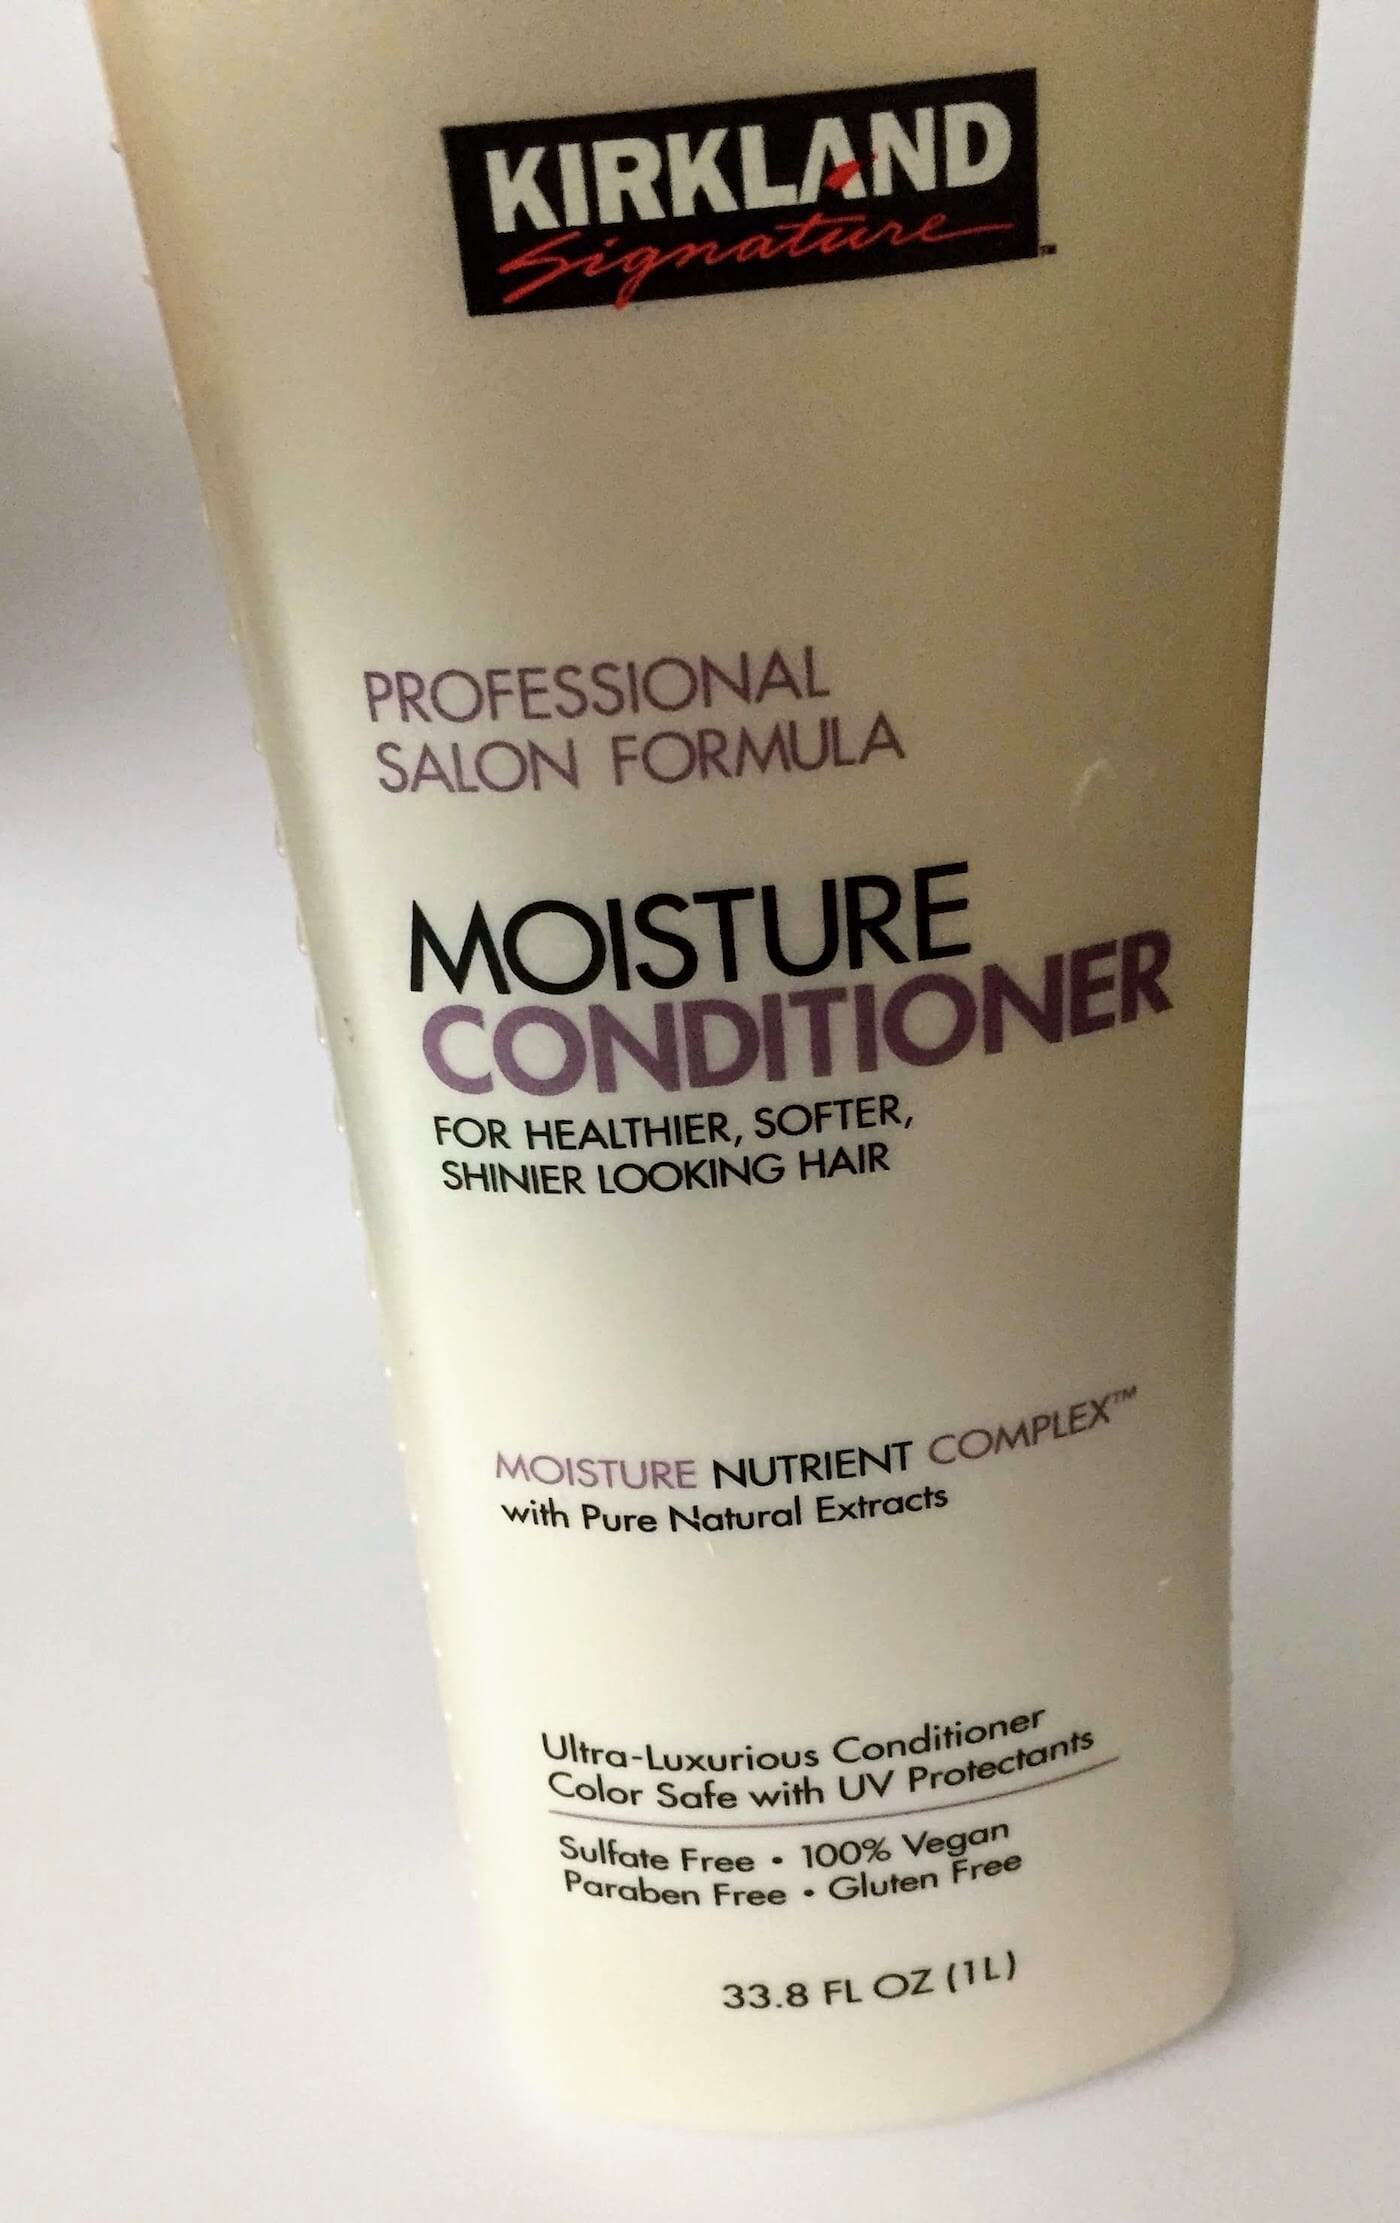 KIRKLAND
Signature™
PROFESSIONAL
SALON FORMULA
MOISTURE
CONDITIONER
FOR HEALTHIER, SOFTER,
SHINIER LOOKING HAIR
MOISTURE NUTRIENT COMPLEX™
with Pure Natural Extracts
Ultra-Luxurious Conditioner
Color Safe with UV Protectants
Sulfate Free • 100% Vegan
Paraben Free • Gluten Free
33.8 FL OZ (1L)